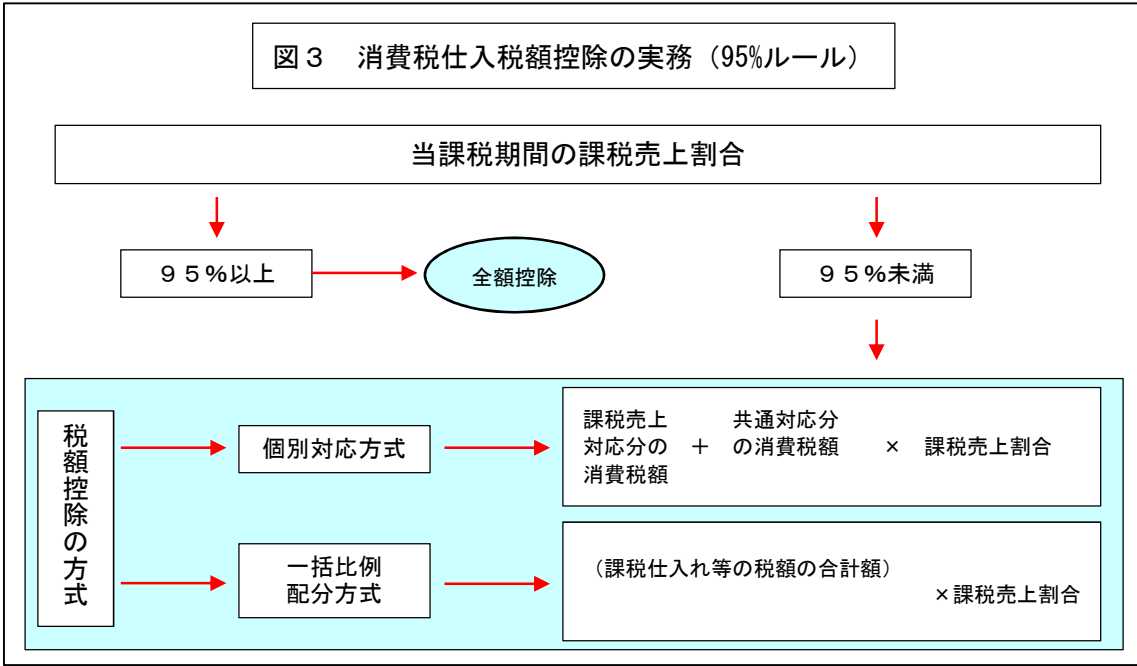 図３　消費税仕入税額控除の実務（95%ルール）
当課税期間の課税売上割合
９５％以上
全額控除
９５％未満
税額控除の方式
個別対応方式
課税売上
対応分の
消費税額
＋
共通対応分
の消費税額
×
課税売上割合
一括比例
配分方式
（課税仕入れ等の税額の合計額）
×課税売上割合